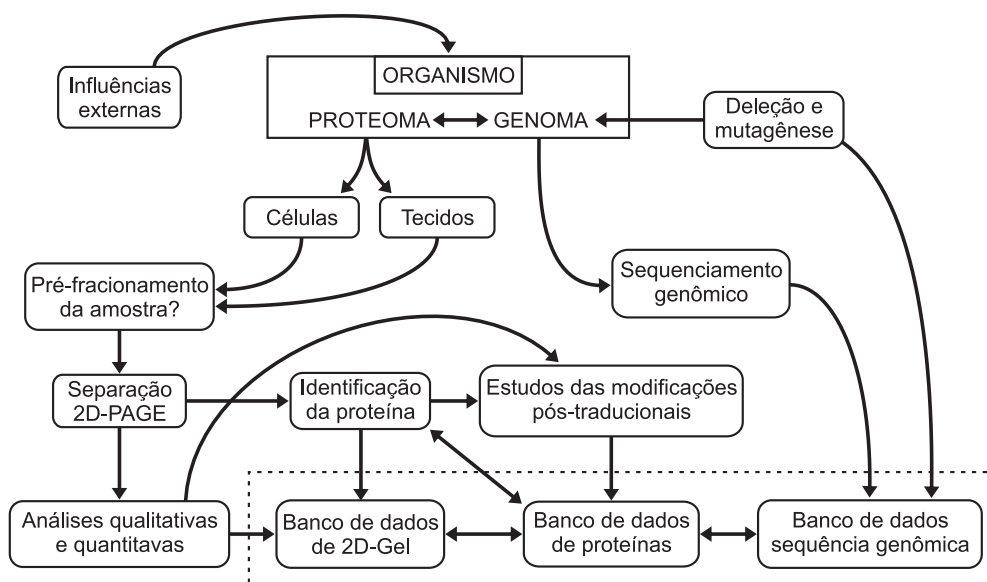 ORGANISMO
Influências
externas
PROTEOMA
GENOMA
Deleção e
mutagênese
Células
Tecidos
Pré-fracionamento
da amostra?
Sequenciamento
genômico
Separação
2D-PAGE
Identificação
da proteína
Estudos das modificações
pós-traducionais
Análises qualitativas
e quantitavas
Banco de dados
de 2D-Gel
Banco de dados
de proteínas
Banco de dados
sequência genômica